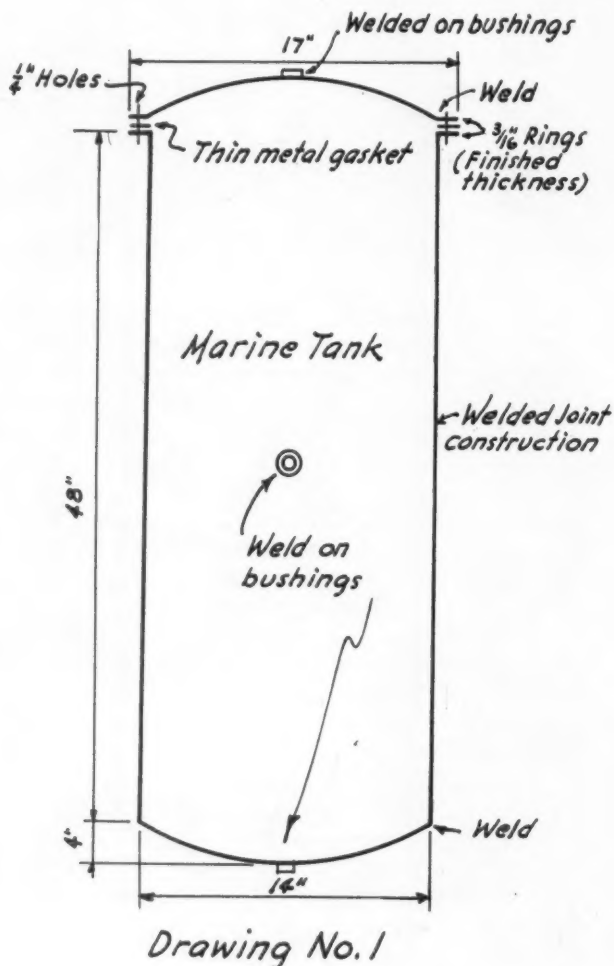 17"
Welded on bushings
1/4" Holes
Weld
Thin metal gasket
3/16" Rings
(Finished
thickness)
Marine Tank
Welded Joint
construction
48"
Weld on
bushings
4"
Weld
14"
Drawing No. 1